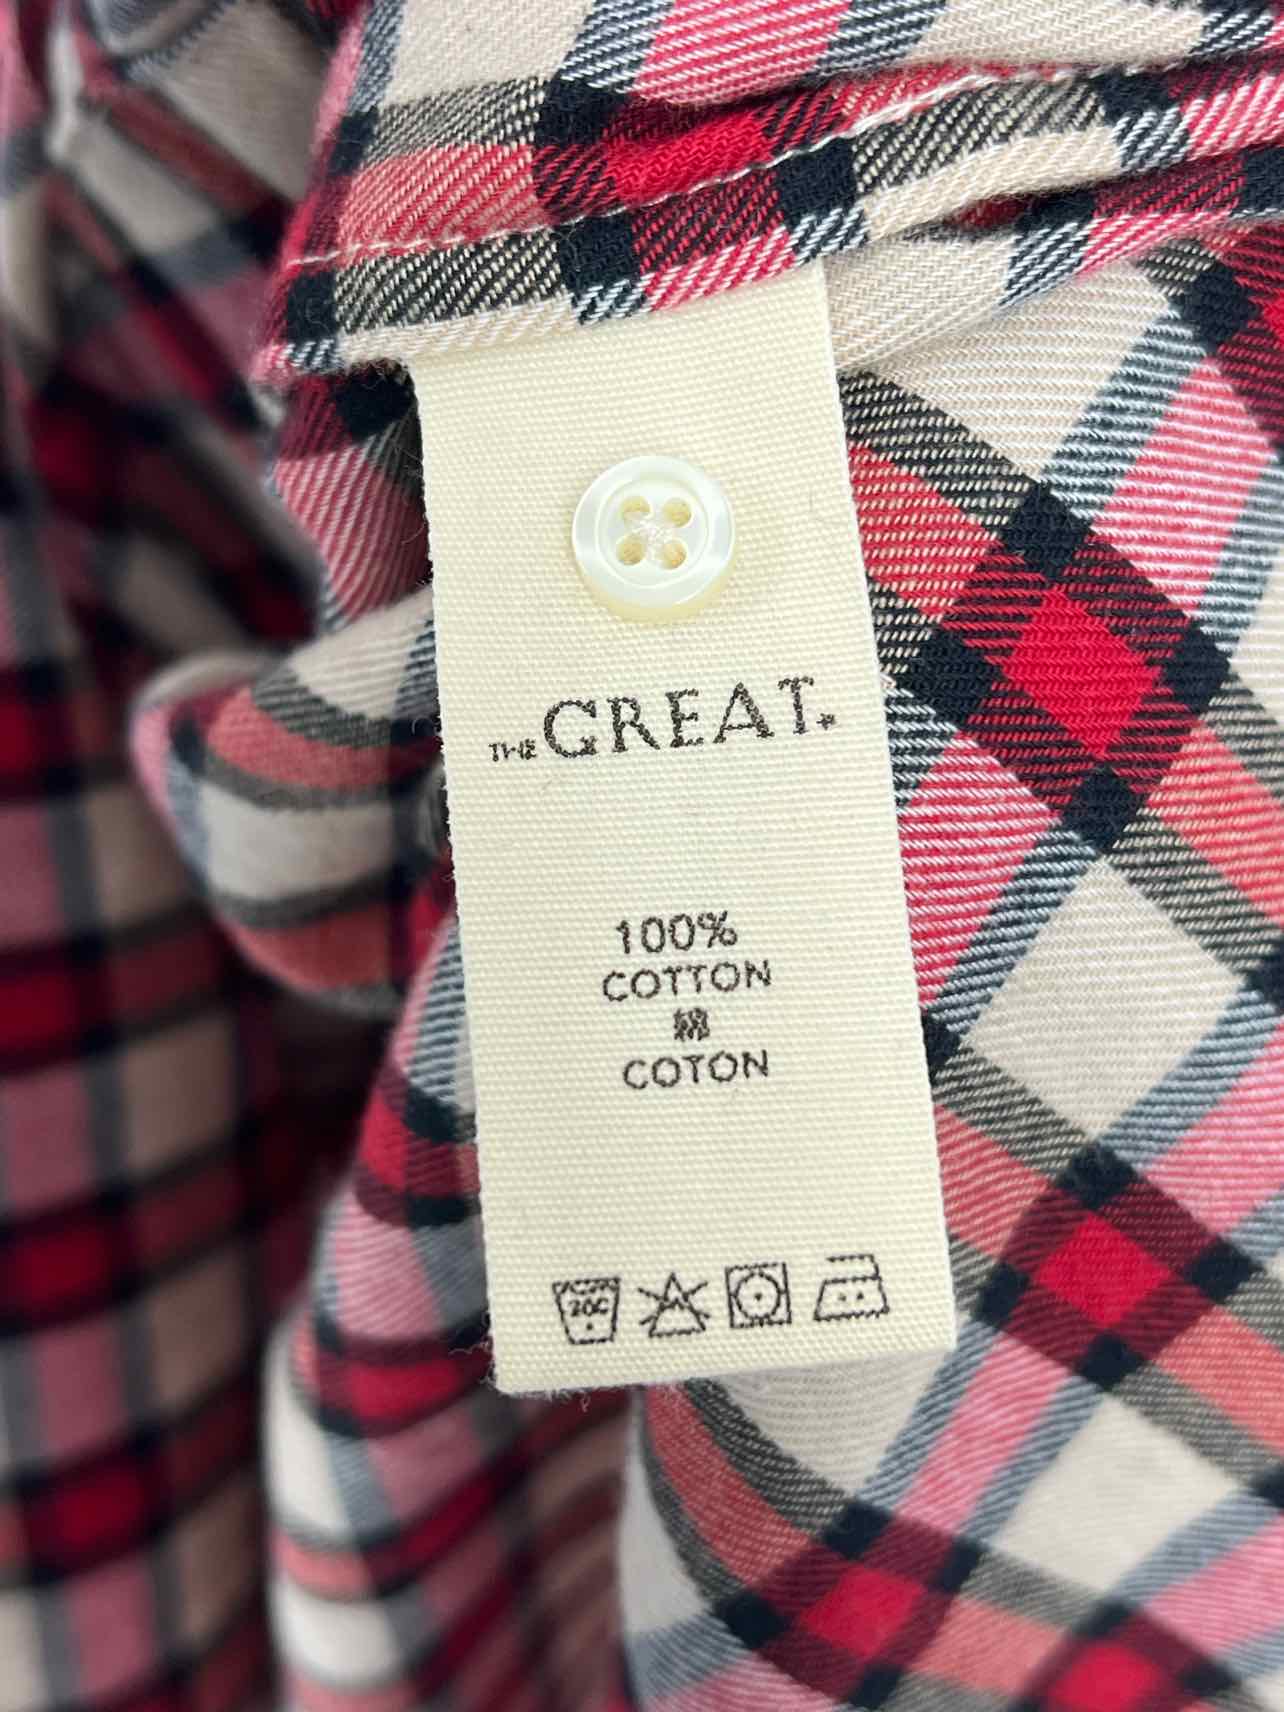 THE GREAT.
100%
COTTON
綿
COTON